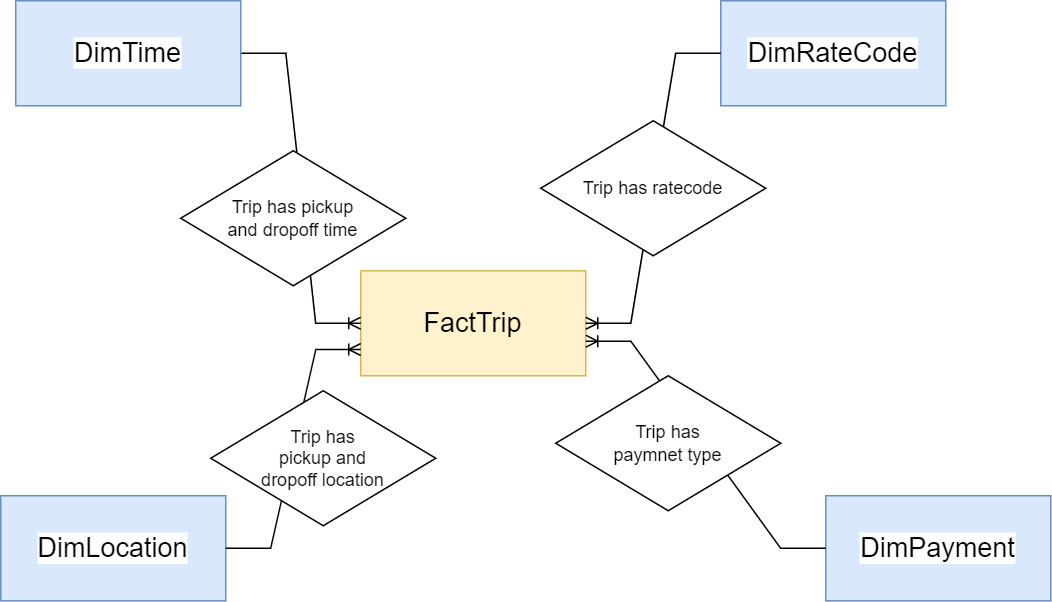 DimTime
DimRateCode
Trip has ratecode
Trip has pickup
and dropoff time
FactTrip
Trip has
pickup and
dropoff location
Trip has
paymnet type
DimLocation
DimPayment